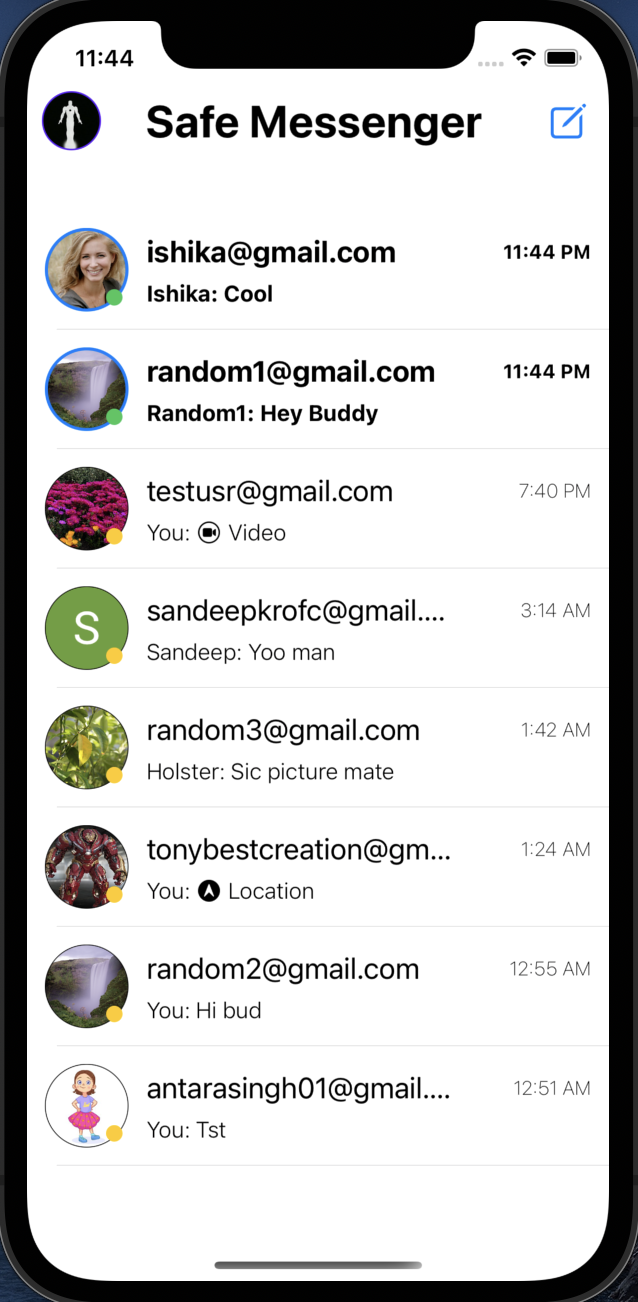 11:44
Safe Messenger
ishika@gmail.com 11:44 PM
Ishika: Cool
random1@gmail.com 11:44 PM
Random1: Hey Buddy
testusr@gmail.com 7:40 PM
You: Video
S sandeepkrofc@gmail.... 3:14 AM
Sandeep: Yoo man
random3@gmail.com 1:42 AM
Holster: Sic picture mate
tonybestcreation@gm... 1:24 AM
You: Location
random2@gmail.com 12:55 AM
You: Hi bud
antarasingh01@gmail.... 12:51 AM
You: Tst